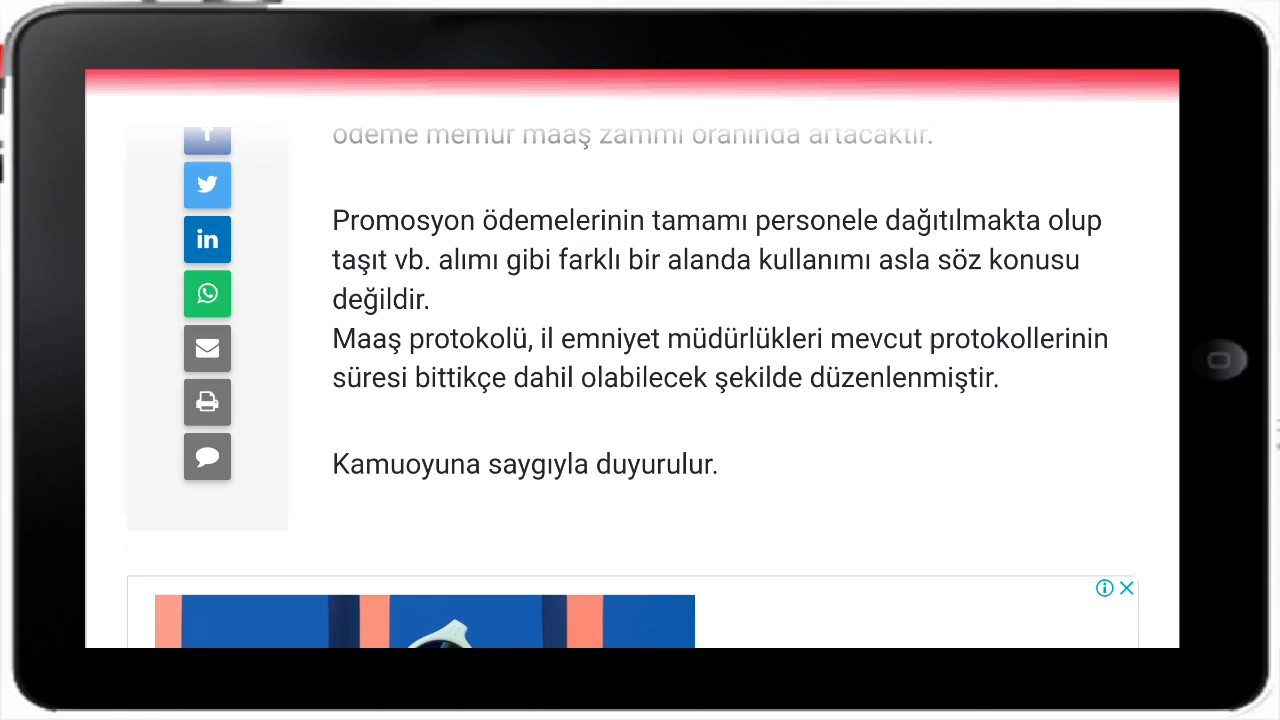 ödeme memur maaş zammı oranında artacaktır.
Promosyon ödemelerinin tamamı personele dağıtılmakta olup
taşıt vb. alımı gibi farklı bir alanda kullanımı asla söz konusu
değildir.
Maaş protokolü, il emniyet müdürlükleri mevcut protokollerinin
süresi bittikçe dahil olabilecek şekilde düzenlenmiştir.
Kamuoyuna saygıyla duyurulur.